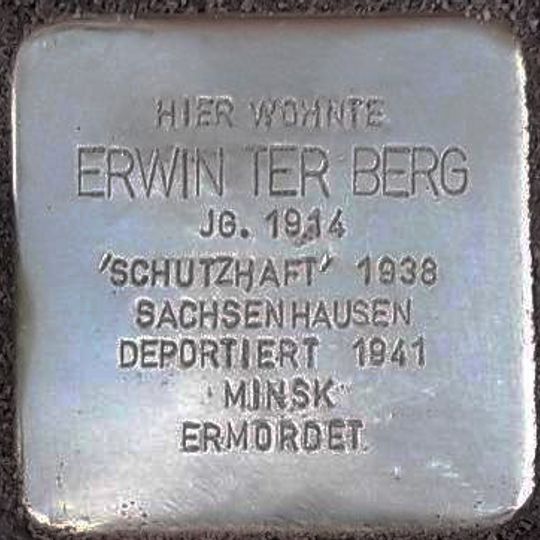 HIER WOHNTE
ERWIN TER BERG
JG. 1914
'SCHUTZHAFT' 1938
SACHSENHAUSEN
DEPORTIERT 1941
MINSK
ERMORDET